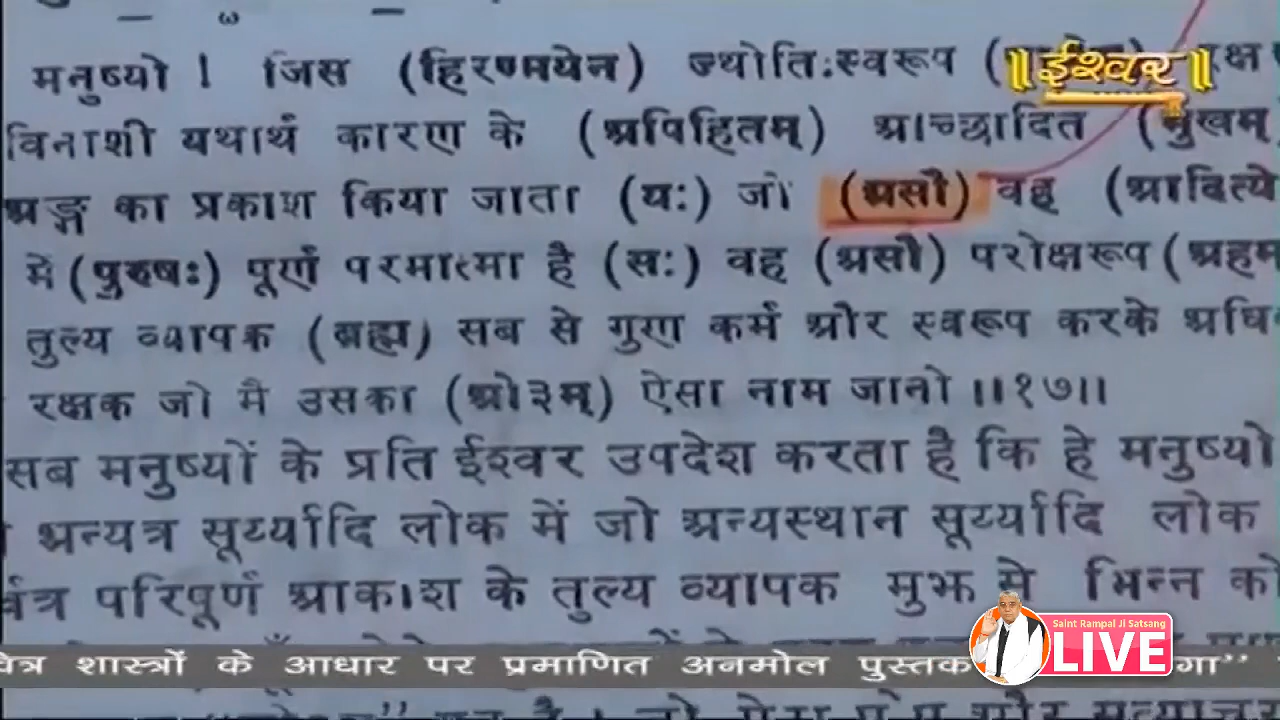 मनुष्यो ! जिस (हिरण्मयेन) ज्योतिःस्वरूप ( रक्ष
॥ईश्वर॥
विनाशी यथार्थ कारण के (अपिहितम्) आच्छादित (मुखम्
अङ्ग का प्रकाश किया जाता (यः) जो (असौ) वह (आदित्ये
में (पुरुषः) पूर्ण परमात्मा है (सः) वह (असौ) परोक्षरूप (अहम
तुल्य व्यापक (ब्रह्म) सब से गुण कर्म और स्वरूप करके अधि
रक्षक जो मैं उसका (ओ३म्) ऐसा नाम जानो ॥१७॥
सब मनुष्यों के प्रति ईश्वर उपदेश करता है कि हे मनुष्यो
अन्यत्र सूर्य्यादि लोक में जो अन्यस्थान सूर्य्यादि लोक
र्वत्र परिपूर्ण आकाश के तुल्य व्यापक मुझ से भिन्न को
वित्र शास्त्रों के आधार पर प्रमाणित अनमोल पुस्तक गा”
Saint Rampal Ji Satsang
LIVE